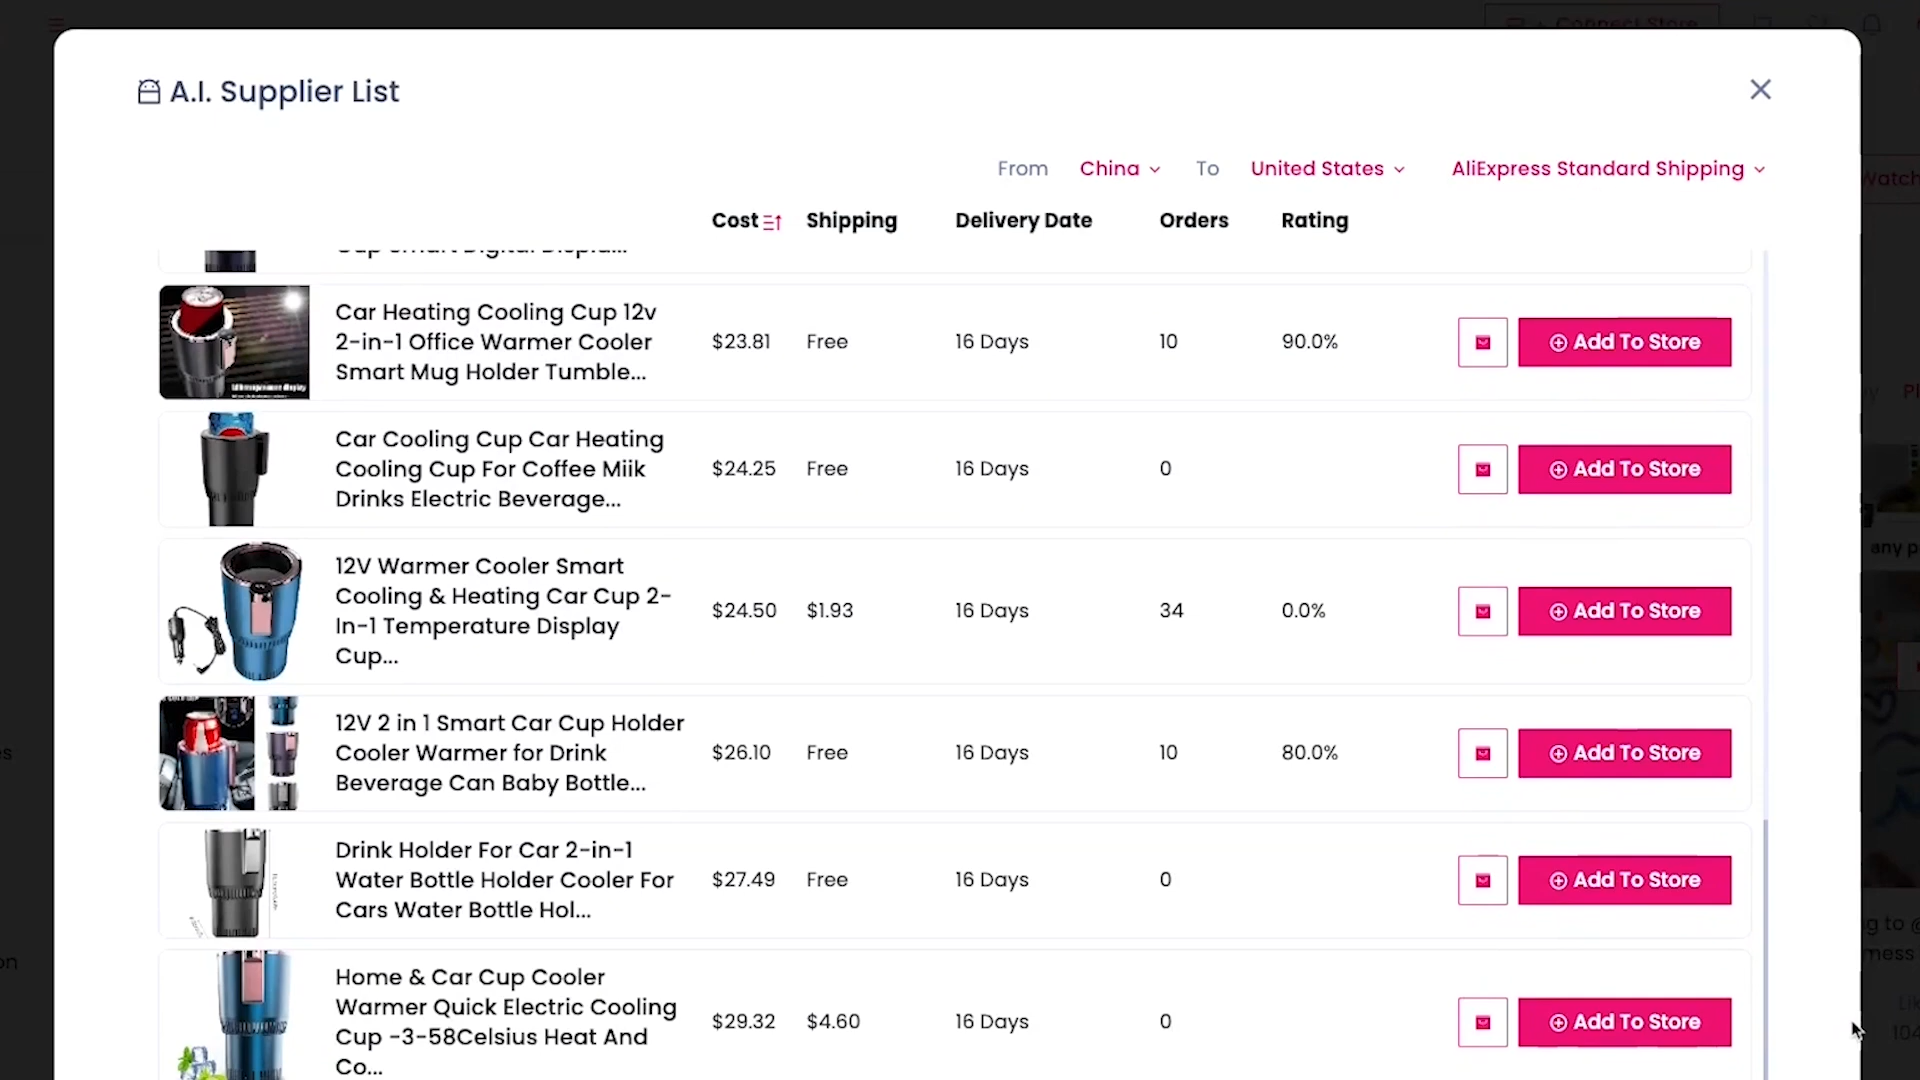 Connect Store
A.I. Supplier List
From China To United States AliExpress Standard Shipping
Watch
Cost Shipping Delivery Date Orders Rating
Cup Smart Digital Displa...
Car Heating Cooling Cup 12v
2-in-1 Office Warmer Cooler
Smart Mug Holder Tumble...
$23.81 Free 16 Days 10 90.0% Add To Store
Car Cooling Cup Car Heating
Cooling Cup For Coffee Miik
Drinks Electric Beverage...
$24.25 Free 16 Days 0 Add To Store
any p
12V Warmer Cooler Smart
Cooling & Heating Car Cup 2-
In-1 Temperature Display
Cup...
$24.50 $1.93 16 Days 34 0.0% Add To Store
12V 2 in 1 Smart Car Cup Holder
Cooler Warmer for Drink
Beverage Can Baby Bottle...
$26.10 Free 16 Days 10 80.0% Add To Store
Drink Holder For Car 2-in-1
Water Bottle Holder Cooler For
Cars Water Bottle Hol...
$27.49 Free 16 Days 0 Add To Store
Home & Car Cup Cooler
Warmer Quick Electric Cooling
Cup -3-58Celsius Heat And
Co...
$29.32 $4.60 16 Days 0 Add To Store